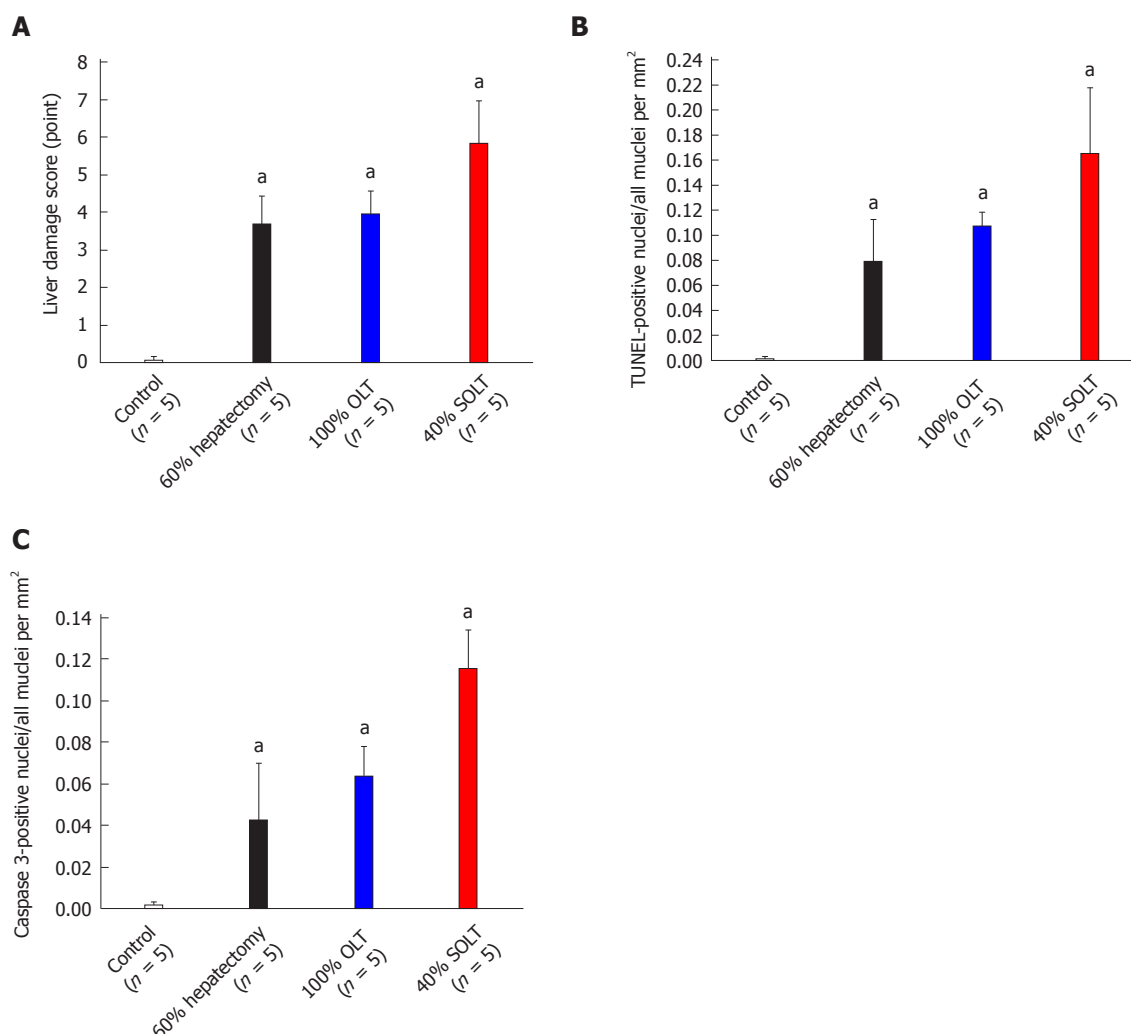 A
Liver damage score (point)
8
7
6
5
4
3
2
1
0
a
a
a
Control
(n = 5)
60% hepatectomy
(n = 5)
100% OLT
(n = 5)
40% SOLT
(n = 5)
B
TUNEL-positive nuclei/all muclei per mm²
0.24
0.22
0.20
0.18
0.16
0.14
0.12
0.10
0.08
0.06
0.04
0.02
0.00
a
a
a
Control
(n = 5)
60% hepatectomy
(n = 5)
100% OLT
(n = 5)
40% SOLT
(n = 5)
C
Caspase 3-positive nuclei/all muclei per mm²
0.14
0.12
0.10
0.08
0.06
0.04
0.02
0.00
a
a
a
Control
(n = 5)
60% hepatectomy
(n = 5)
100% OLT
(n = 5)
40% SOLT
(n = 5)